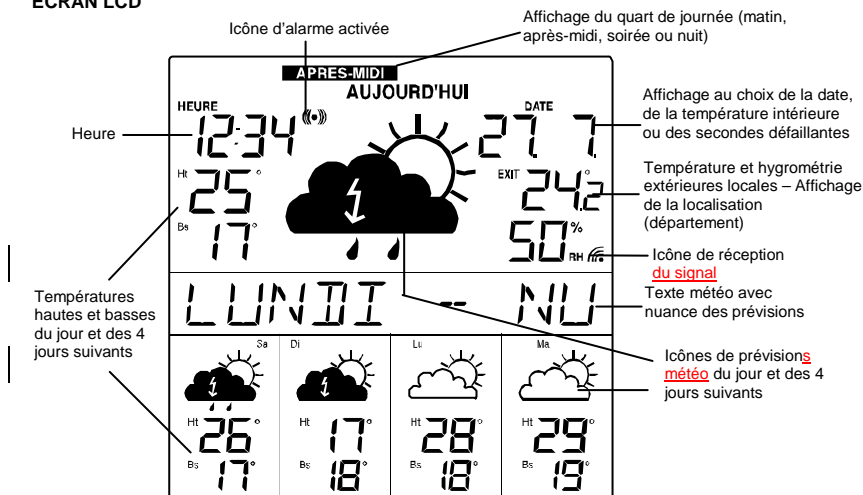 ECRAN LCD
Icône d'alarme activée
Affichage du quart de journée (matin,
après-midi, soirée ou nuit)
APRES-MIDI
AUJOURD'HUI
HEURE
DATE
12:34
27. 7.
Heure
Affichage au choix de la date,
de la température intérieure
ou des secondes défaillantes
Ht
25°
EXIT
24.2°
Température et hygrométrie
extérieures locales – Affichage
de la localisation
(département)
Bs
17°
50%
RH
Icône de réception
du signal
LUNDI -- NU
Texte météo avec
nuance des prévisions
Températures
hautes et basses
du jour et des 4
jours suivants
Icônes de prévisions
météo du jour et des 4
jours suivants
Sa
Di
Lu
Ma
Ht 26°
Ht 17°
Ht 28°
Ht 29°
Bs 17°
Bs 18°
Bs 18°
Bs 19°